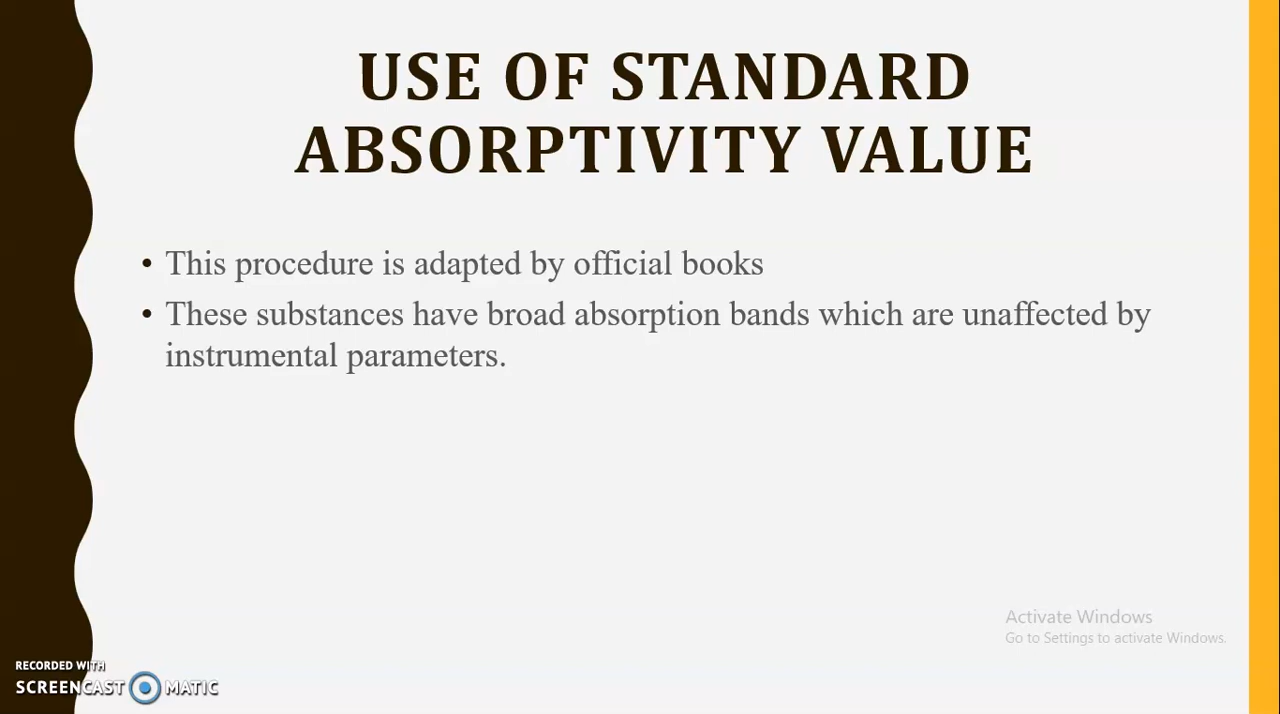 USE OF STANDARD
ABSORPTIVITY VALUE
• This procedure is adapted by official books
• These substances have broad absorption bands which are unaffected by
instrumental parameters.
Activate Windows
Go to Settings to activate Windows.
RECORDED WITH
SCREENCAST MATIC